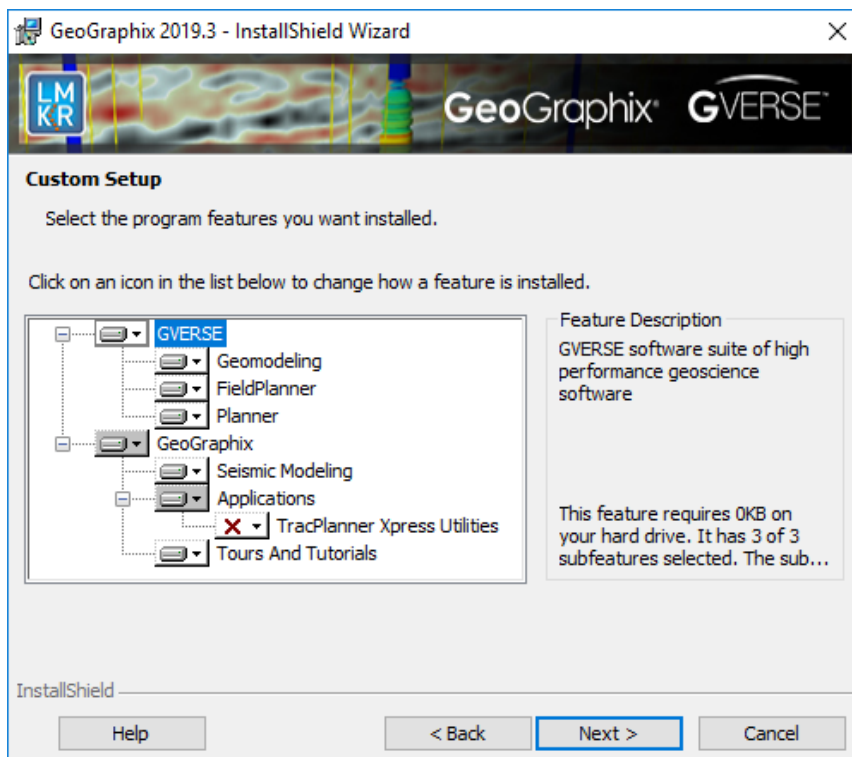 GeoGraphix 2019.3 - InstallShield Wizard
LM
KR
GeoGraphix® GVERSE™
Custom Setup
Select the program features you want installed.
Click on an icon in the list below to change how a feature is installed.
GVERSE
Geomodeling
FieldPlanner
Planner
GeoGraphix
Seismic Modeling
Applications
TracPlanner Xpress Utilities
Tours And Tutorials
Feature Description
GVERSE software suite of high
performance geoscience
software
This feature requires 0KB on
your hard drive. It has 3 of 3
subfeatures selected. The sub...
InstallShield
Help
< Back
Next >
Cancel